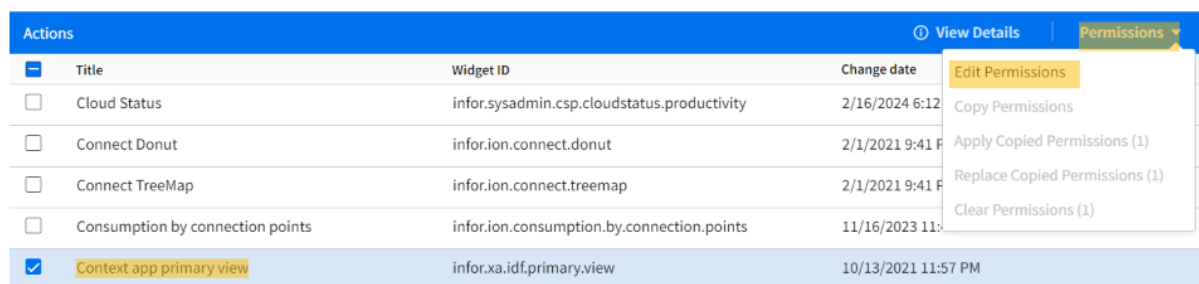 Actions View Details Permissions
Title Widget ID Change date Edit Permissions
Cloud Status infor.sysadmin.csp.cloudstatus.productivity 2/16/2024 6:12
Copy Permissions
Connect Donut infor.ion.connect.donut 2/1/2021 9:41 Apply Copied Permissions (1)
Connect TreeMap infor.ion.connect.treemap 2/1/2021 9:41 Replace Copied Permissions (1)
Clear Permissions (1)
Consumption by connection points infor.ion.consumption.by.connection.points 11/16/2023 11:
Context app primary view infor.xa.idf.primary.view 10/13/2021 11:57 PM